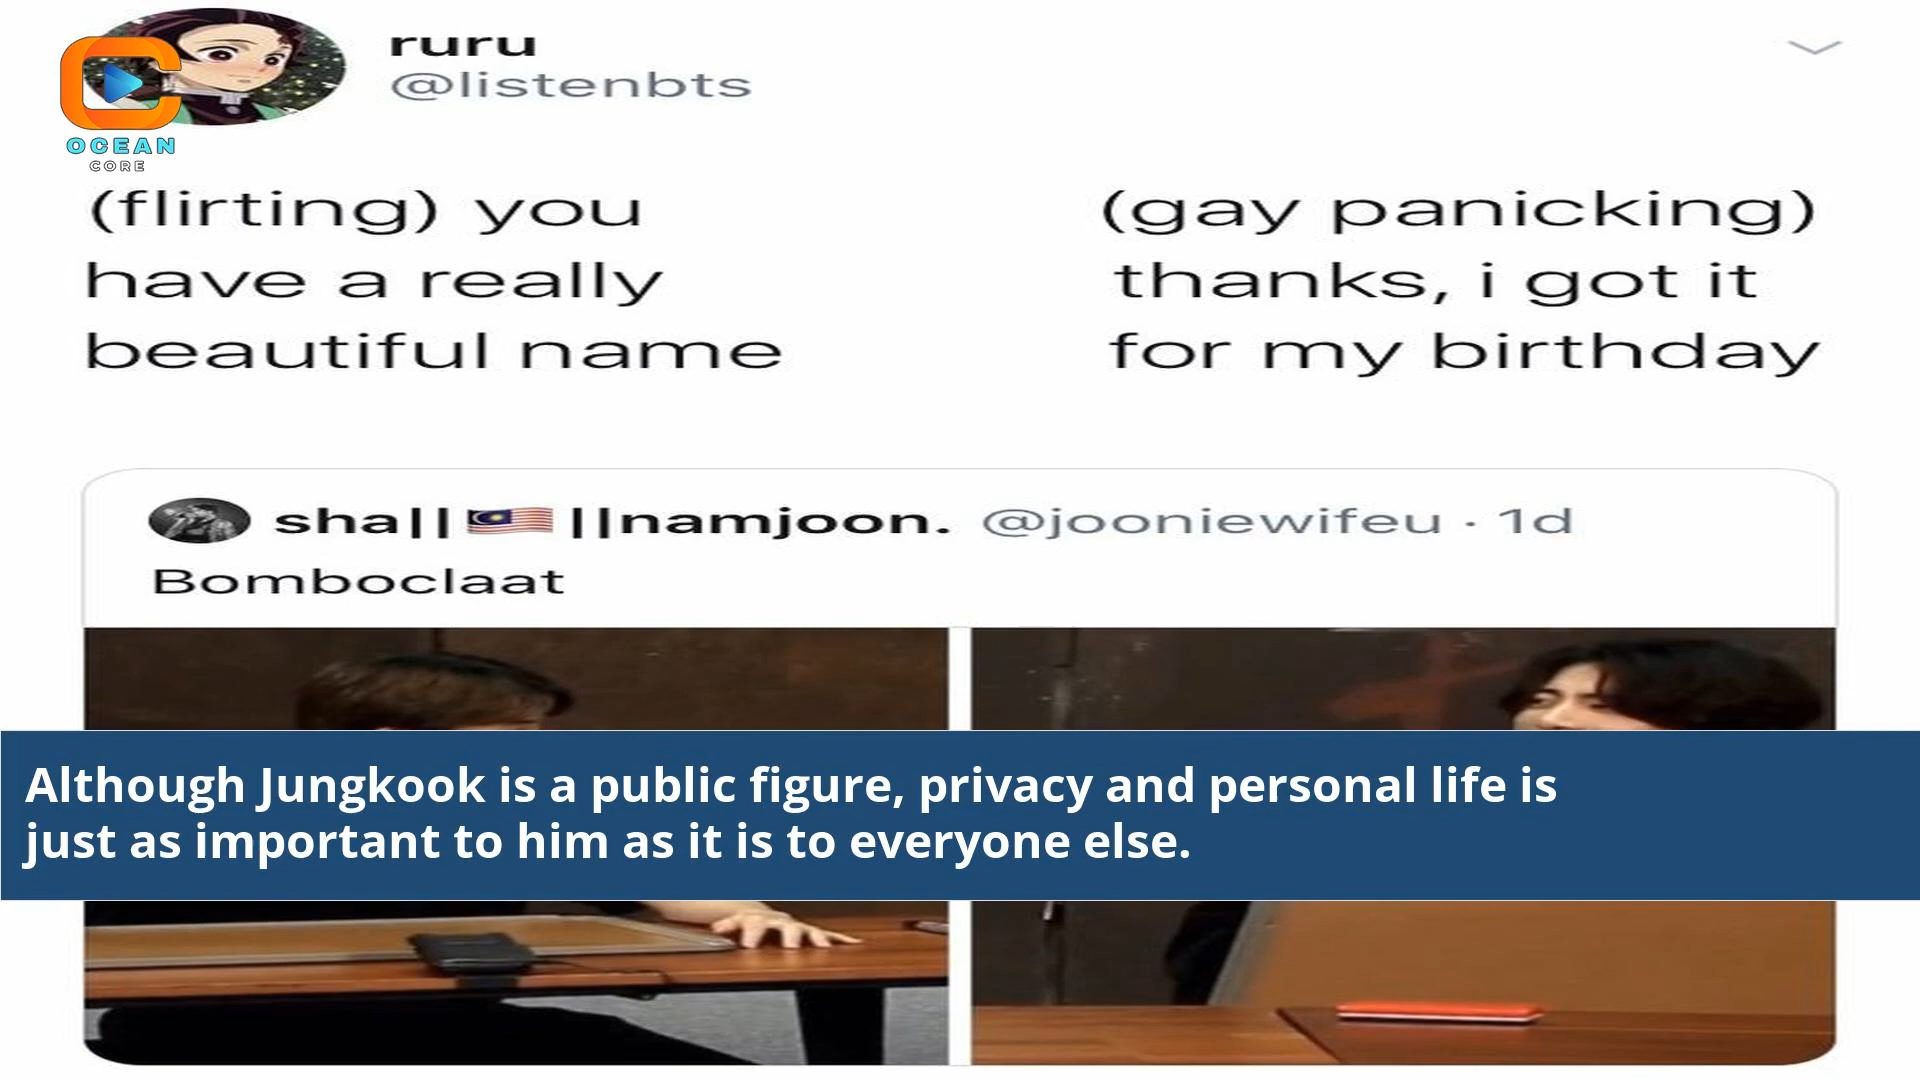 ruru
@listenbts
OCEAN
CORE
(flirting) you
have a really
beautiful name
(gay panicking)
thanks, i got it
for my birthday
sha|| 🇲🇾 ||namjoon. @jooniewifeu · 1d
Bomboclaat
Although Jungkook is a public figure, privacy and personal life is
just as important to him as it is to everyone else.